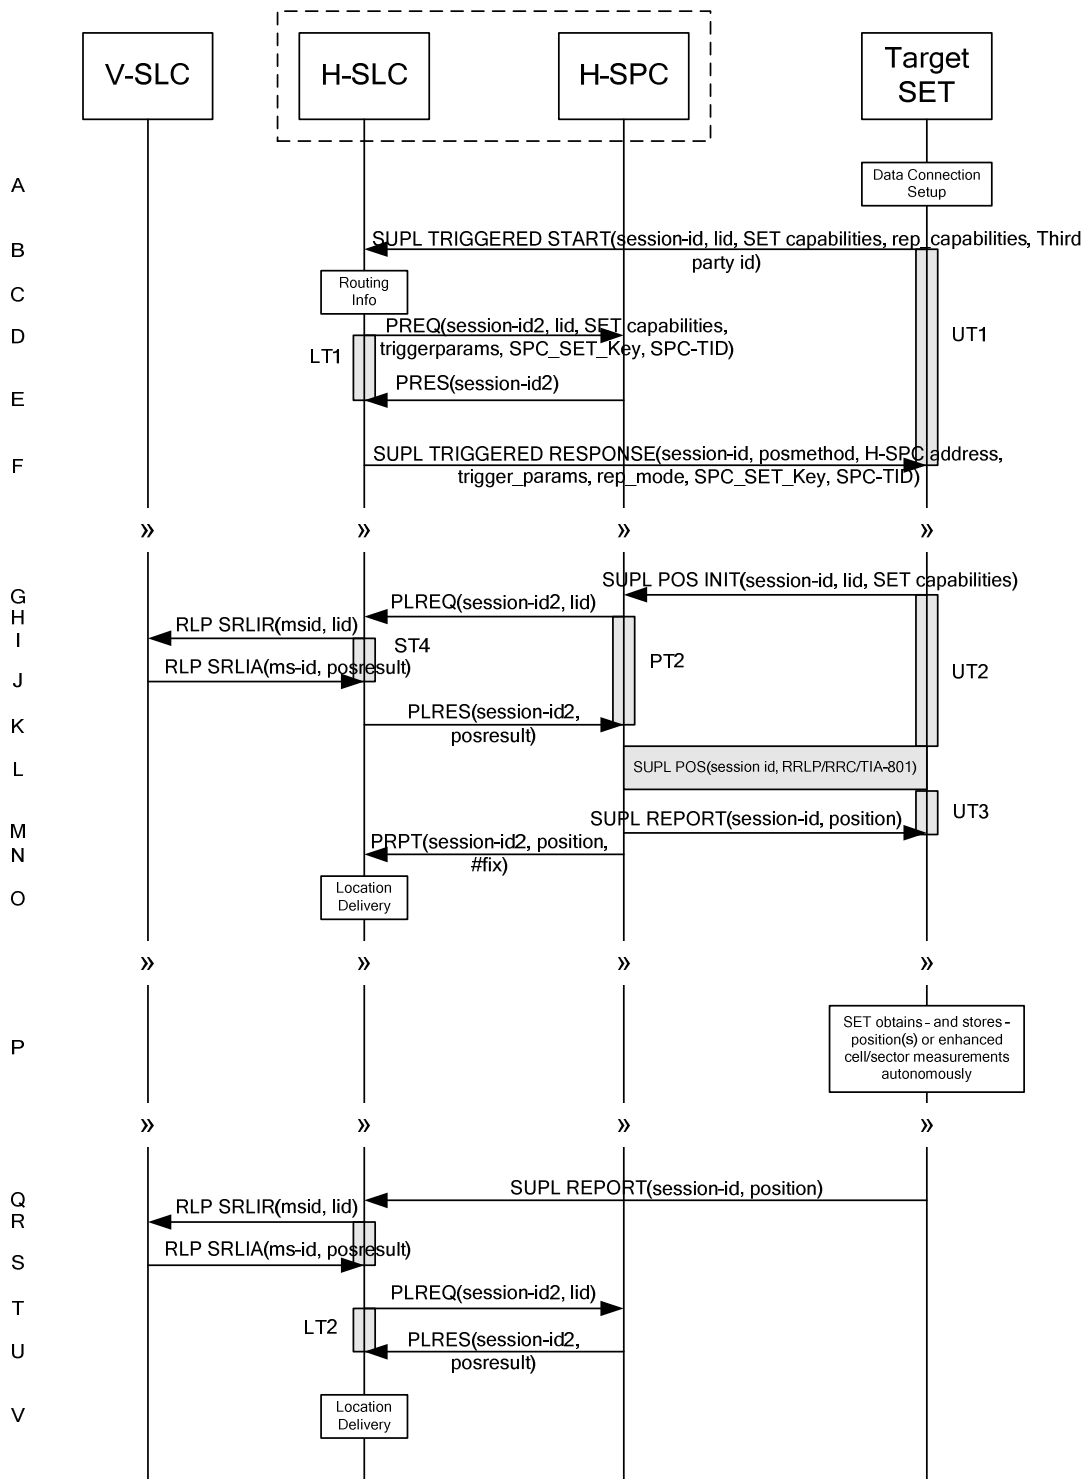 V-SLC
H-SLC
H-SPC
Target
SET
A
Data Connection
Setup
B
SUPL TRIGGERED START(session-id, lid, SET capabilities, rep_capabilities, Third
party id)
C
Routing
Info
D
PREQ(session-id2, lid, SET capabilities,
triggerparams, SPC_SET_Key, SPC-TID)
LT1
UT1
E
PRES(session-id2)
F
SUPL TRIGGERED RESPONSE(session-id, posmethod, H-SPC address,
trigger_params, rep_mode, SPC_SET_Key, SPC-TID)
» » » »
G
SUPL POS INIT(session-id, lid, SET capabilities)
H
PLREQ(session-id2, lid)
I
RLP SRLIR(msid, lid)
ST4
PT2
UT2
J
RLP SRLIA(ms-id, posresult)
K
PLRES(session-id2,
posresult)
L
SUPL POS(session id, RRLP/RRC/TIA-801)
UT3
M
SUPL REPORT(session-id, position)
N
PRPT(session-id2, position,
#fix)
O
Location
Delivery
» » » »
P
SET obtains - and stores -
position(s) or enhanced
cell/sector measurements
autonomously
» » » »
Q
SUPL REPORT(session-id, position)
R
RLP SRLIR(msid, lid)
S
RLP SRLIA(ms-id, posresult)
T
PLREQ(session-id2, lid)
LT2
U
PLRES(session-id2,
posresult)
V
Location
Delivery